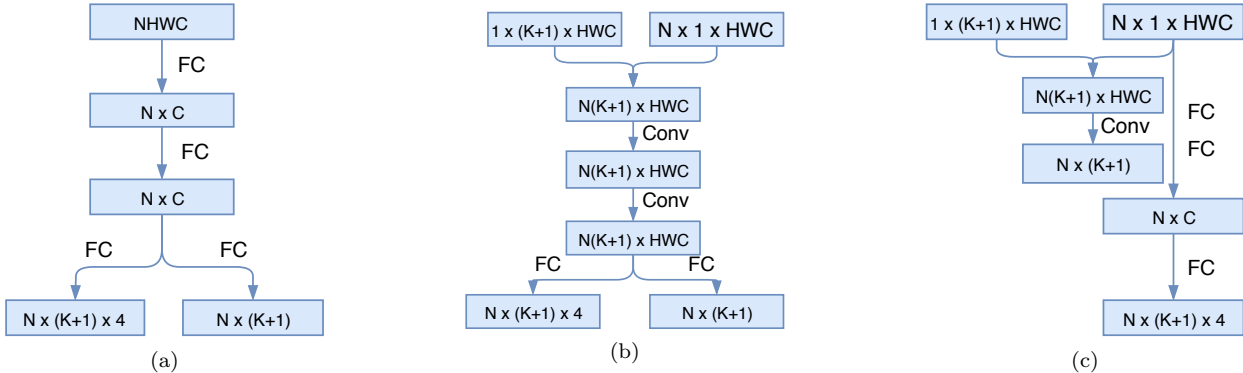 NHWC
FC
N x C
FC
N x C
FC FC
N x (K+1) x 4 N x (K+1)
(a)
1 x (K+1) x HWC N x 1 x HWC
N(K+1) x HWC
Conv
N(K+1) x HWC
Conv
N(K+1) x HWC
FC FC
N x (K+1) x 4 N x (K+1)
(b)
1 x (K+1) x HWC N x 1 x HWC
N(K+1) x HWC
FC
Conv
FC
N x (K+1)
N x C
FC
N x (K+1) x 4
(c)